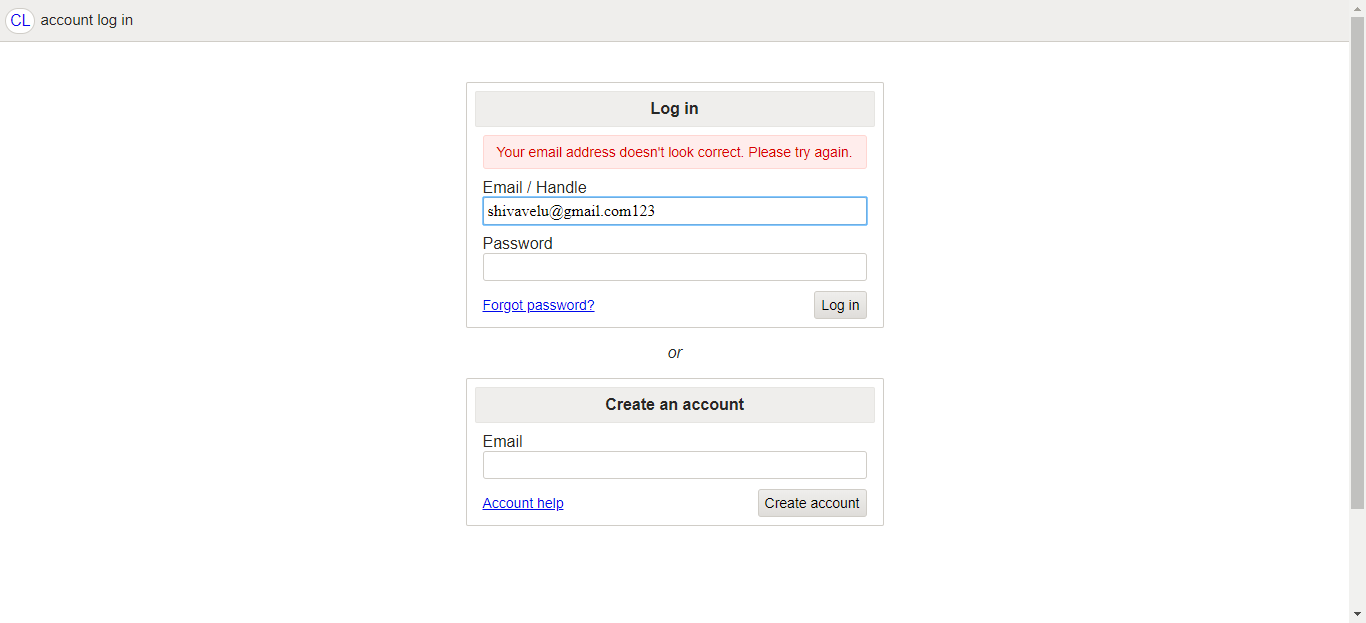 CL account log in
Log in
Your email address doesn't look correct. Please try again.
Email / Handle
shivavelu@gmail.com123
Password
Forgot password? Log in
or
Create an account
Email
Account help Create account